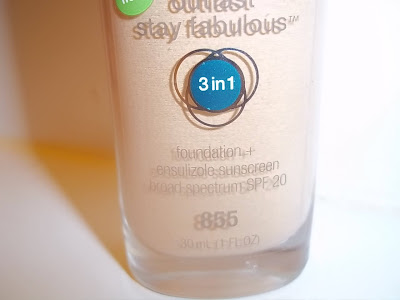 outlast
stay fabulous™
3 in 1
foundation +
ensulizole sunscreen
broad spectrum SPF 20
855
30 mL (1 FL OZ)